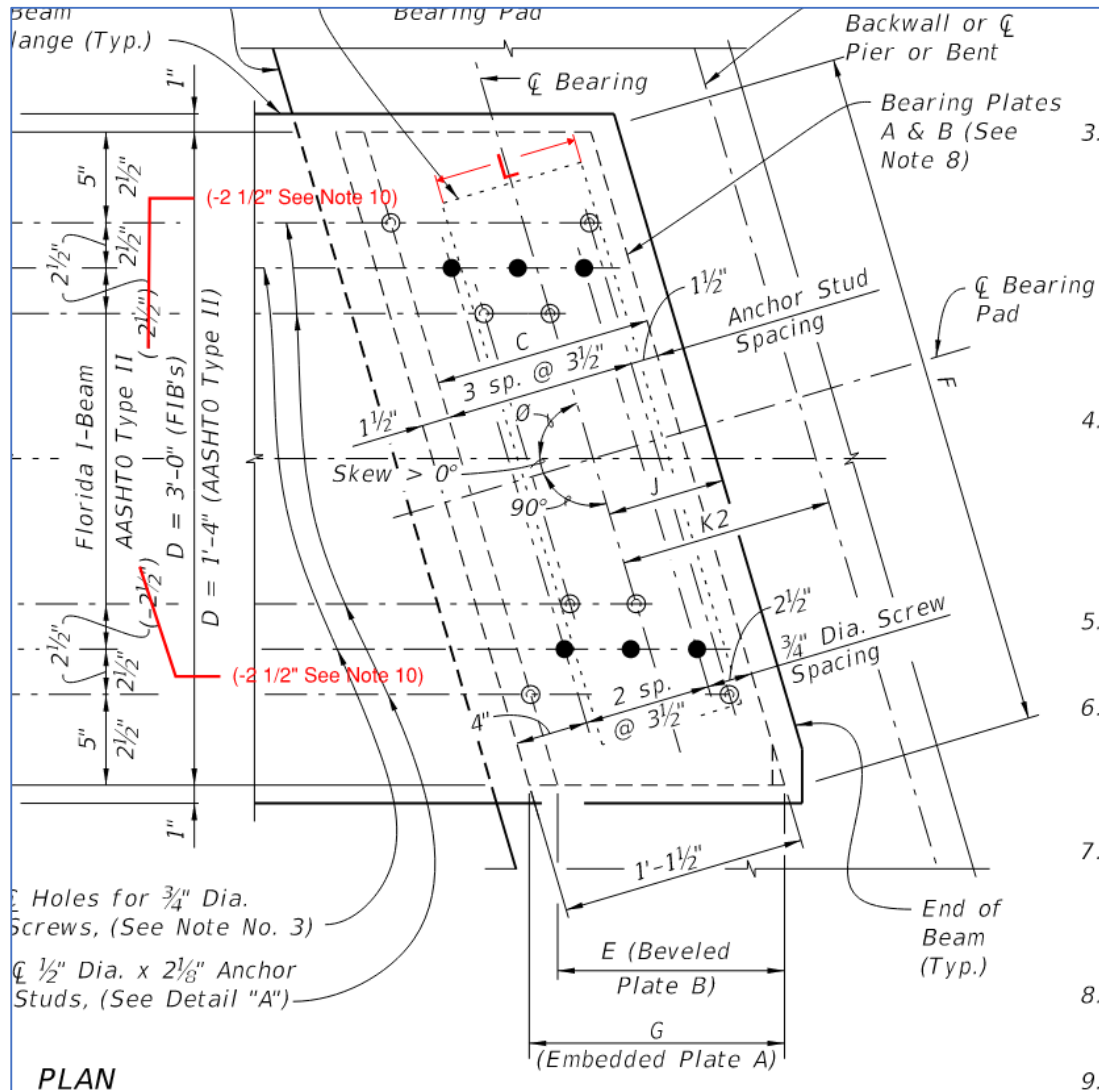 Beam
lange (Typ.)
Bearing Pad
℄ Bearing
Backwall or ℄
Pier or Bent
Bearing Plates
A & B (See
Note 8)
3.
1"
5"
2½"
2½"
2½"
2½"
(-2 1/2" See Note 10)
L
(-2½")
1½"
Anchor Stud
Spacing
℄ Bearing
Pad
C
3 sp. @ 3½"
1½"
F
4.
Florida I-Beam
AASHTO Type II
D = 3'-0" (FIB's)
D = 1'-4" (AASHTO Type II)
Ø
Skew > 0°
90°
J
K2
(-2½")
2½"
2½"
5"
2½"
(-2 1/2" See Note 10)
2½"
¾" Dia. Screw
Spacing
5.
2 sp.
@ 3½"
4"
6.
1"
1'-1½"
7.
℄ Holes for ¾" Dia.
Screws, (See Note No. 3)
℄ ½" Dia. x 2⅛" Anchor
Studs, (See Detail "A")
E (Beveled
Plate B)
End of
Beam
(Typ.)
8.
G
(Embedded Plate A)
PLAN
9.